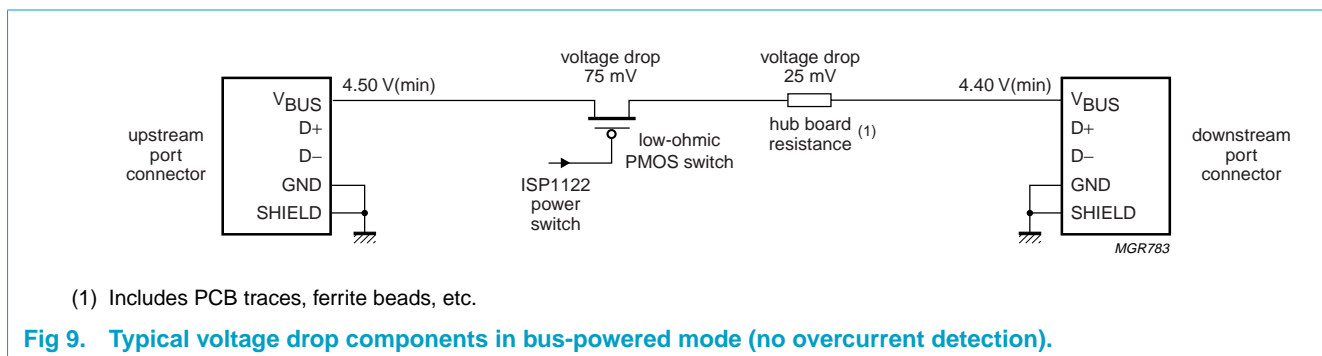 voltage drop
75 mV
voltage drop
25 mV
4.50 V(min)
4.40 V(min)
upstream
port
connector
VBUS
D+
D−
GND
SHIELD
low-ohmic
PMOS switch
ISP1122
power
switch
hub board
resistance (1)
VBUS
D+
D−
GND
SHIELD
downstream
port
connector
MGR783
(1) Includes PCB traces, ferrite beads, etc.
Fig 9. Typical voltage drop components in bus-powered mode (no overcurrent detection).